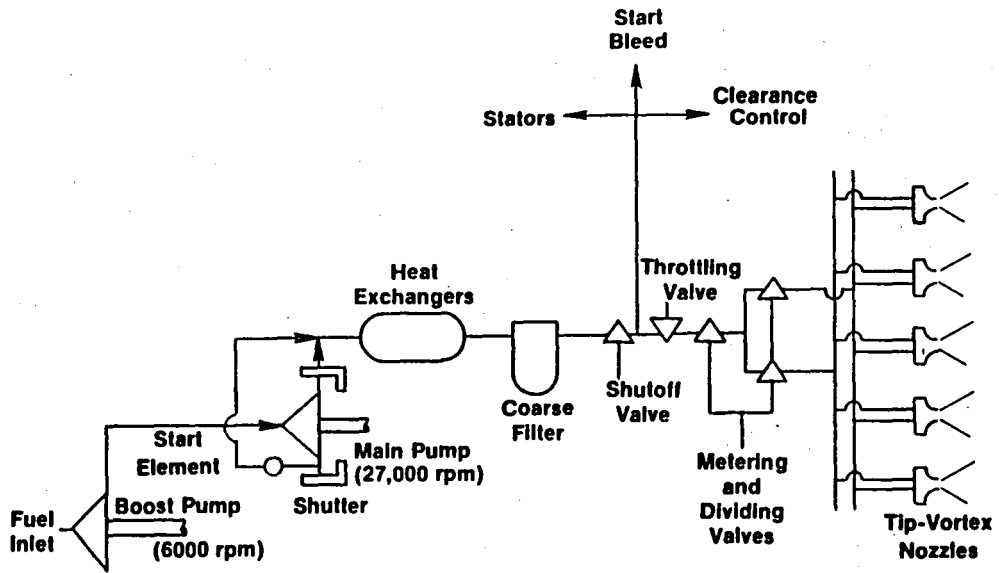 Start
Bleed
Stators
Clearance
Control
Heat
Exchangers
Throttling
Valve
Coarse
Filter
Shutoff
Valve
Start
Element
Main Pump
(27,000 rpm)
Shutter
Metering
and
Dividing
Valves
Fuel
Inlet
Boost Pump
(6000 rpm)
Tip-Vortex
Nozzles